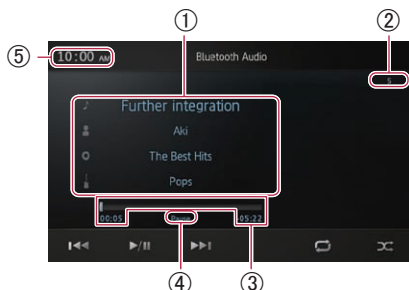 ①
②
⑤
10:00 AM
Bluetooth Audio
5
Further integration
Aki
The Best Hits
Pops
00:05
Pause
-05:22
④
③